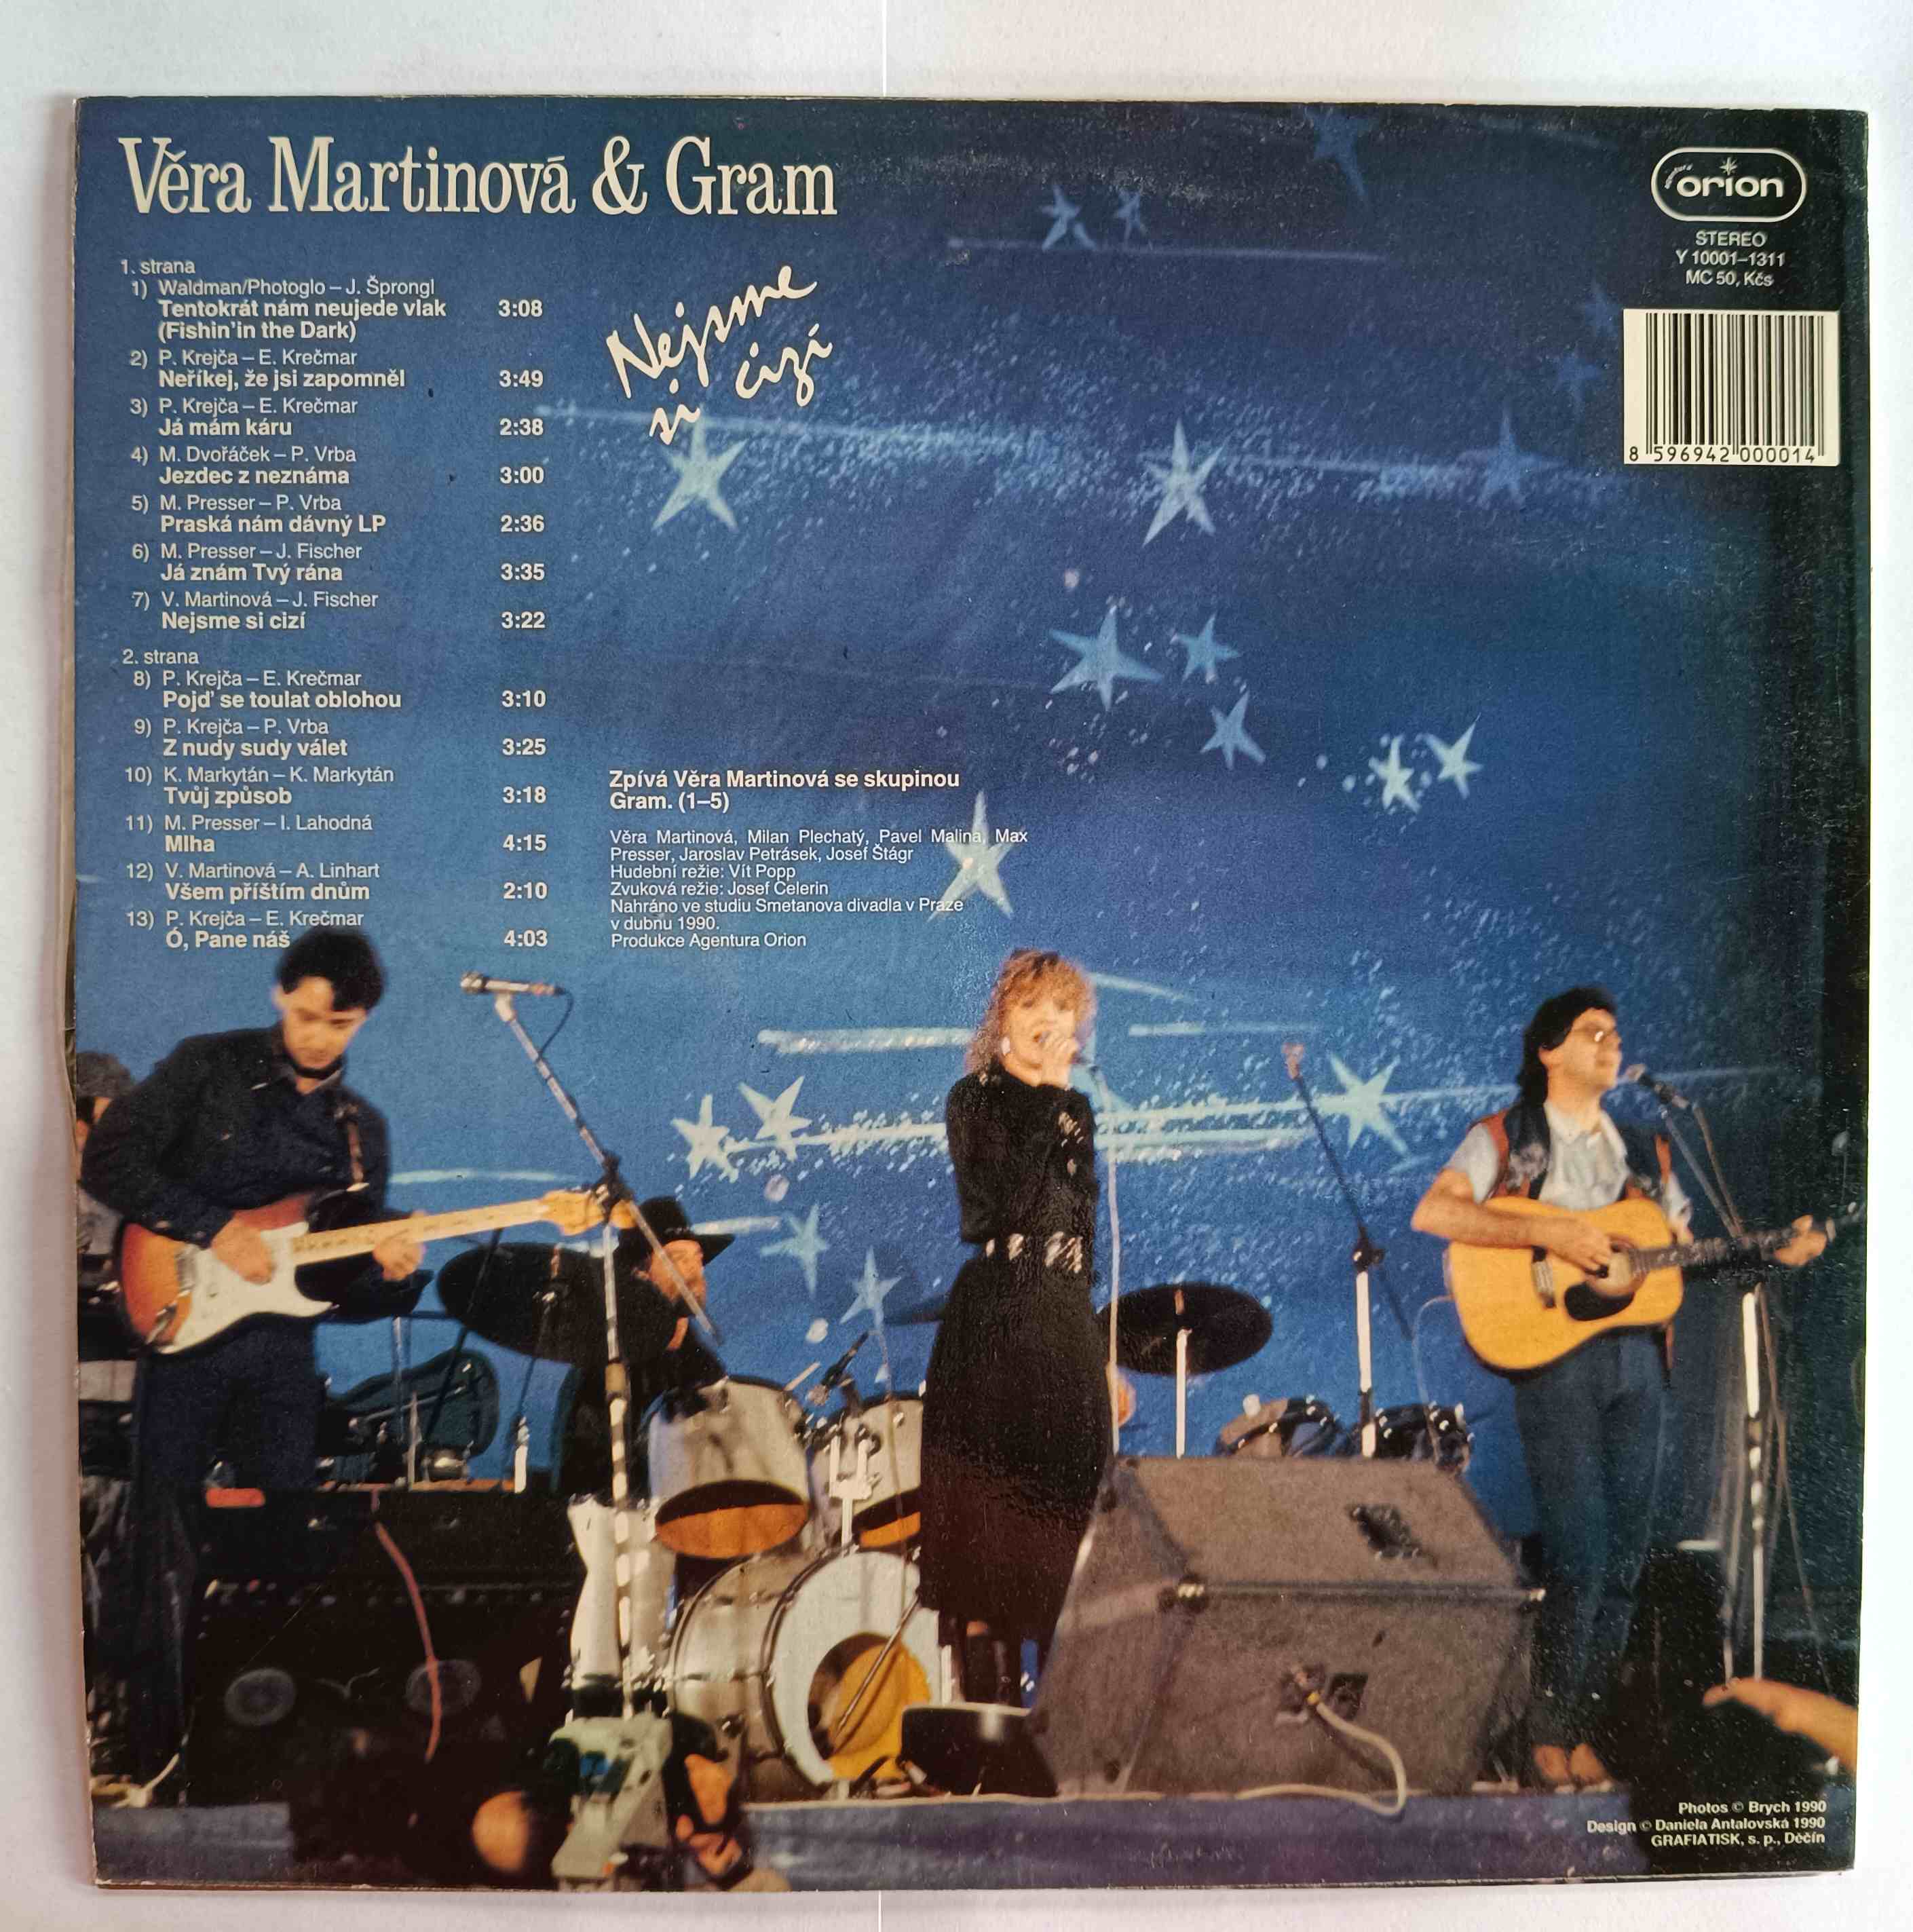 Věra Martinová & Gram
1. strana
1) Waldman/Photoglo – J. Šprongl
Tentokrát nám neujede vlak 3:08
(Fishin'in the Dark)
2) P. Krejča – E. Krečmar
Neříkej, že jsi zapomněl 3:49
3) P. Krejča – E. Krečmar
Já mám káru 2:38
4) M. Dvořáček – P. Vrba
Jezdec z neznáma 3:00
5) M. Presser – P. Vrba
Praská nám dávný LP 2:36
6) M. Presser – J. Fischer
Já znám Tvý rána 3:35
7) V. Martinová – J. Fischer
Nejsme si cizí 3:22
2. strana
8) P. Krejča – E. Krečmar
Pojď se toulat oblohou 3:10
9) P. Krejča – P. Vrba
Z nudy sudy válet 3:25
10) K. Markytán – K. Markytán
Tvůj způsob 3:18
11) M. Presser – I. Lahodná
Mlha 4:15
12) V. Martinová – A. Linhart
Všem příštím dnům 2:10
13) P. Krejča – E. Krečmar
Ó, Pane náš 4:03
Nejsme
si cizí
Zpívá Věra Martinová se skupinou
Gram. (1–5)
Věra Martinová, Milan Plechatý, Pavel Malina, Max
Presser, Jaroslav Petrásek, Josef Štágr
Hudební režie: Vít Popp
Zvuková režie: Josef Čelerin
Nahráno ve studiu Smetanova divadla v Praze
v dubnu 1990.
Produkce Agentura Orion
orion
STEREO
Y 10001–1311
MC 50, Kčs
8 596942 000014
Photos © Brych 1990
Design © Daniela Antalovská 1990
GRAFIATISK, s. p., Děčín